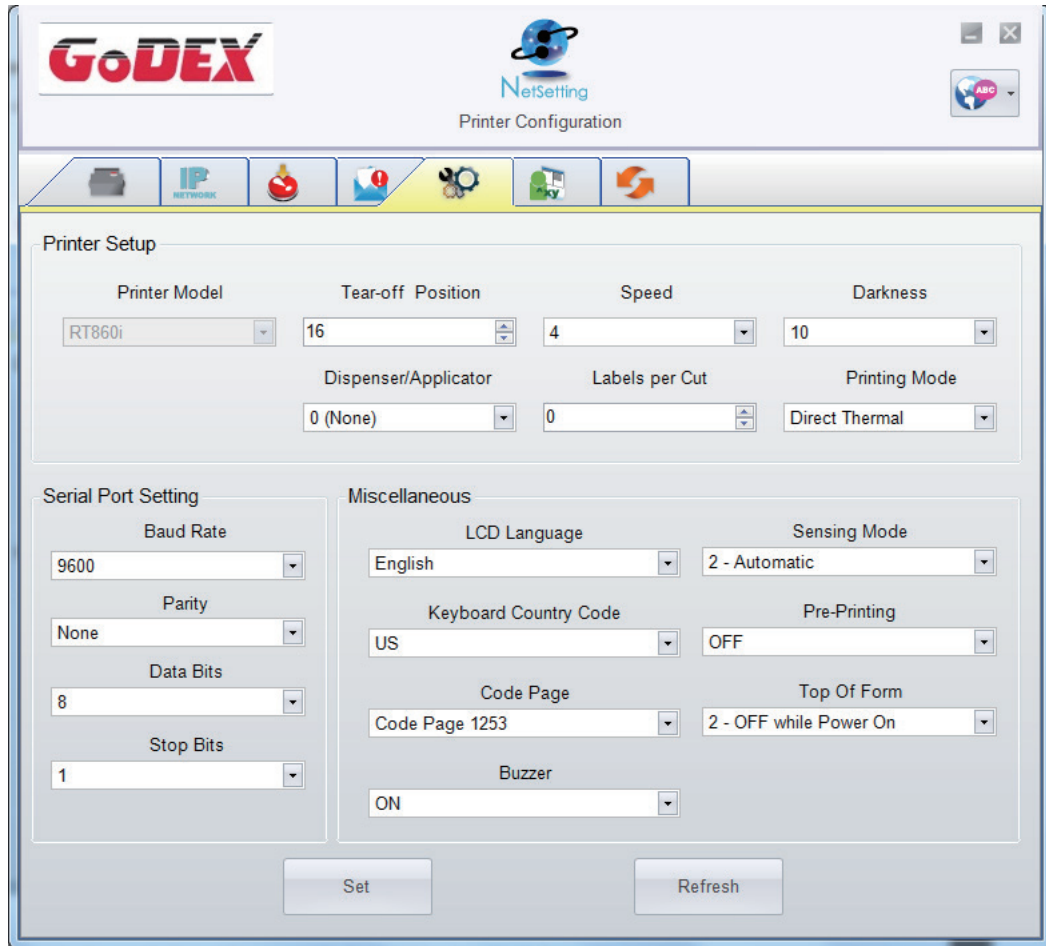 GoDEX
NetSetting
ABC
Printer Configuration
IP
NETWORK
xy
Printer Setup
Printer Model Tear-off Position Speed Darkness
RT860i 16 4 10
Dispenser/Applicator Labels per Cut Printing Mode
0 (None) 0 Direct Thermal
Serial Port Setting
Baud Rate
9600
Parity
None
Data Bits
8
Stop Bits
1
Miscellaneous
LCD Language Sensing Mode
English 2 - Automatic
Keyboard Country Code Pre-Printing
US OFF
Code Page Top Of Form
Code Page 1253 2 - OFF while Power On
Buzzer
ON
Set Refresh